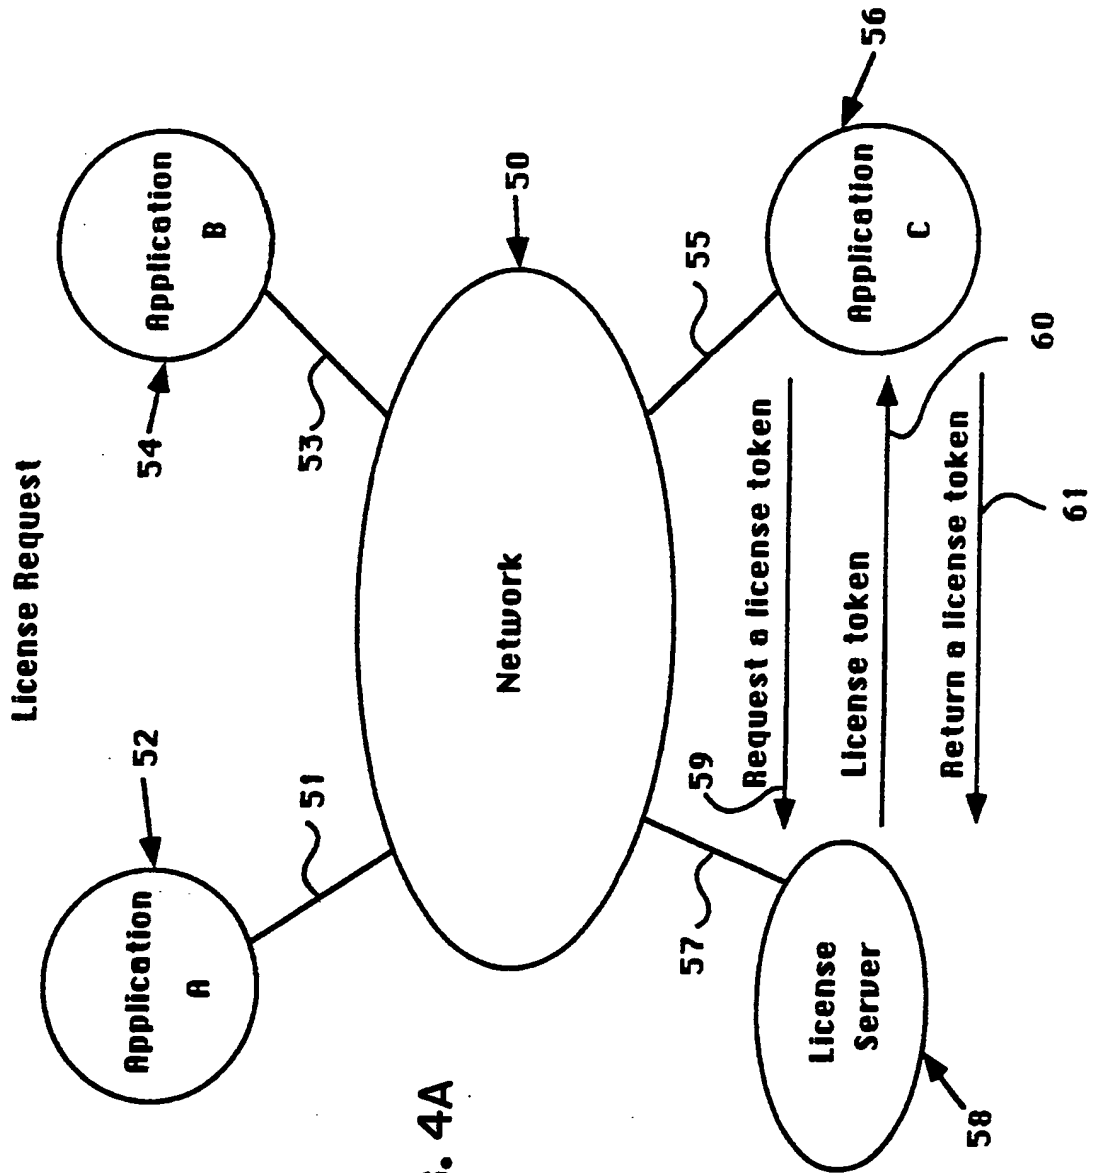 License Request
Application
A
52
51
Application
B
54
53
Network
50
55
57
59
Request a license token
License token
Return a license token
60
61
License
Server
58
Application
C
56
. 4A